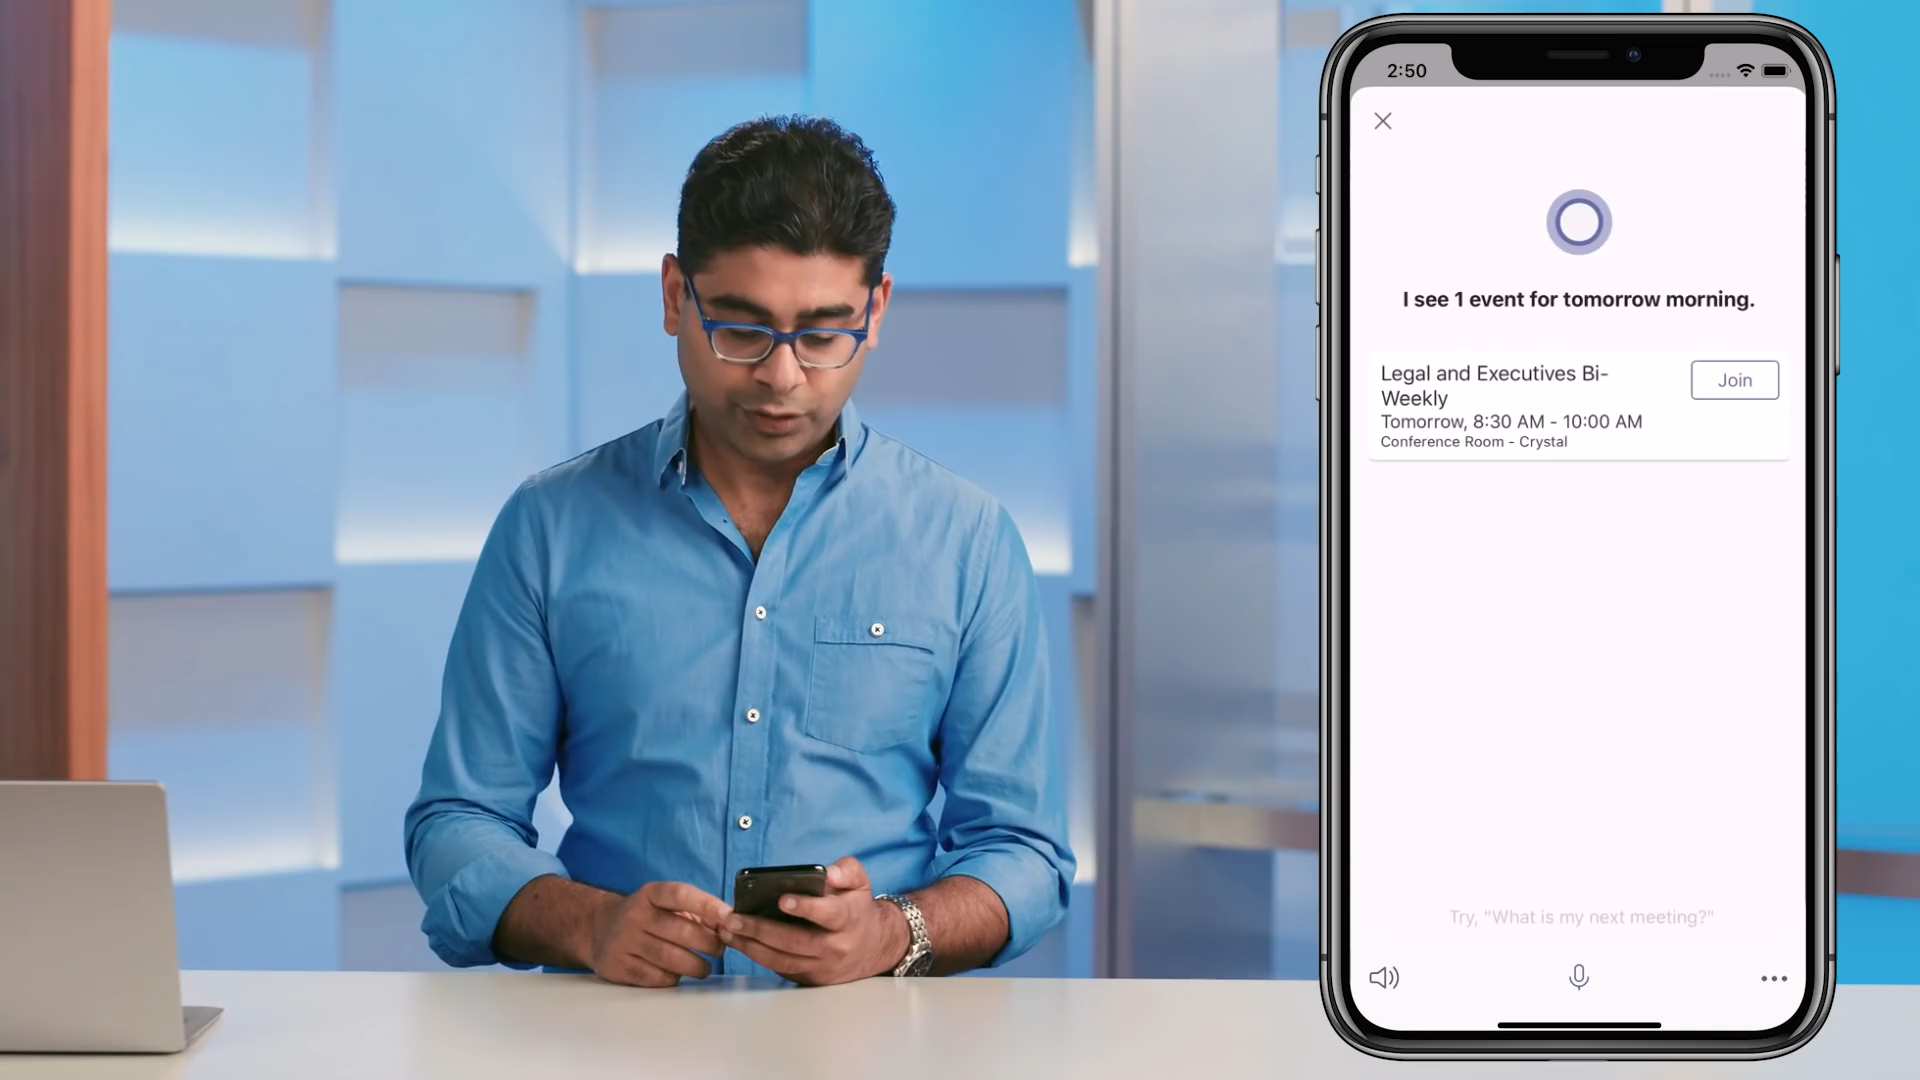 2:50
I see 1 event for tomorrow morning.
Legal and Executives Bi-
Weekly
Join
Tomorrow, 8:30 AM - 10:00 AM
Conference Room - Crystal
Try, "What is my next meeting?"